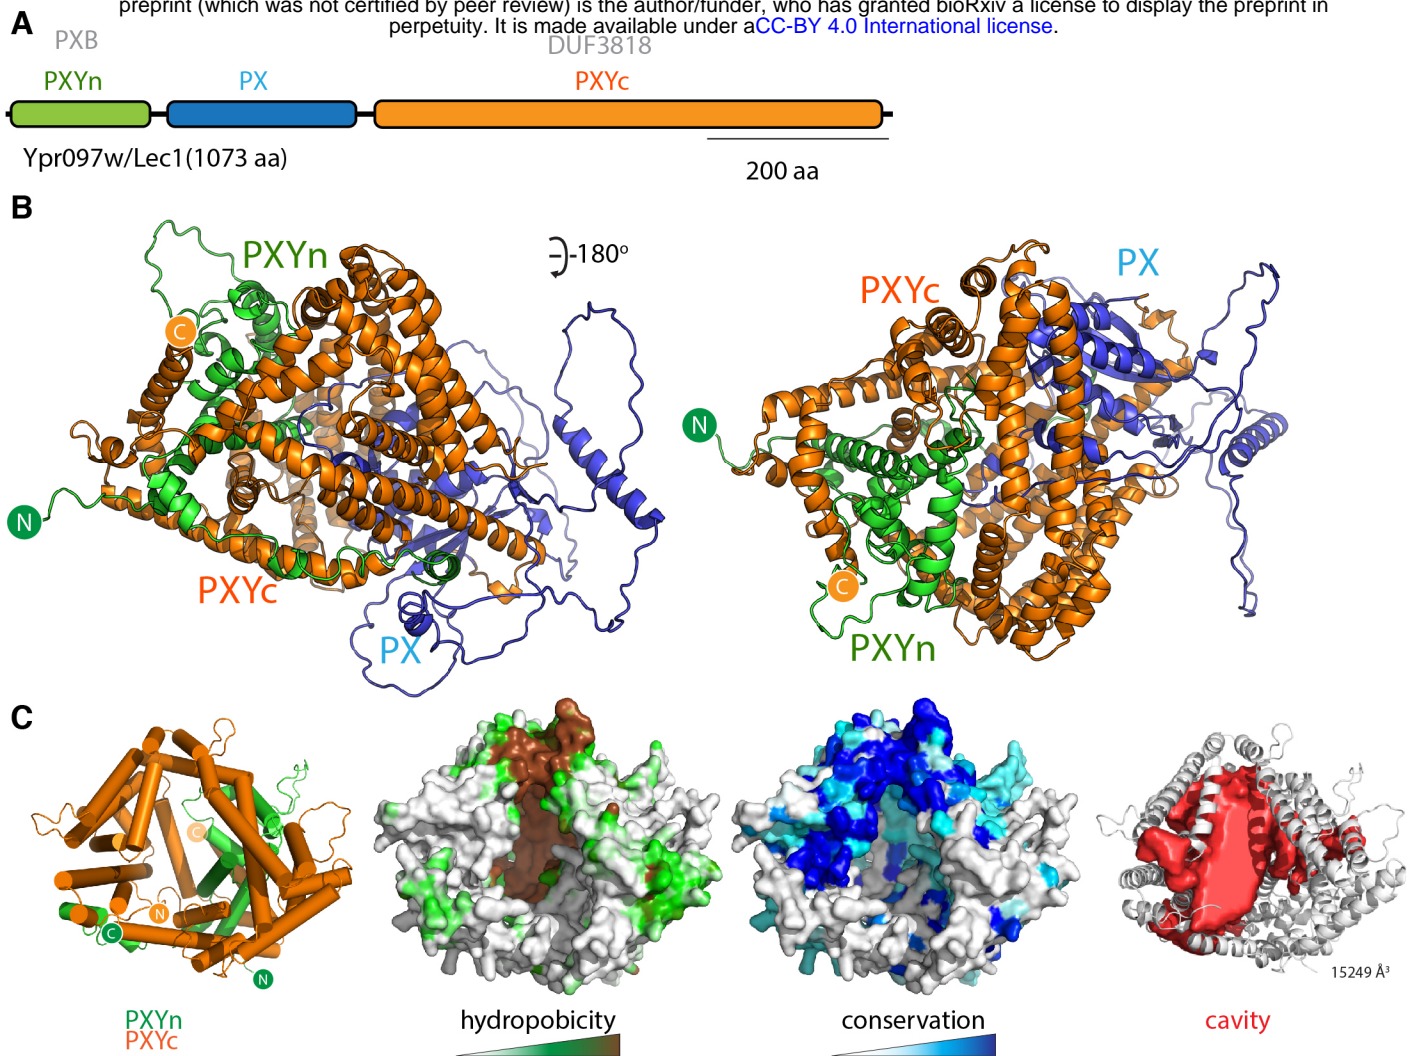 preprint (which was not certified by peer review) is the author/funder, who has granted bioRxiv a license to display the preprint in
perpetuity. It is made available under aCC-BY 4.0 International license.
A
PXB
DUF3818
PXYn
PX
PXYc
Ypr097w/Lec1(1073 aa)
200 aa
B
PXYn
-180º
PX
PXYc
C
N
N
C
PXYc
PX
PXYn
C
C
N
C
N
15249 Å³
PXYn
PXYc
hydropobicity
conservation
cavity